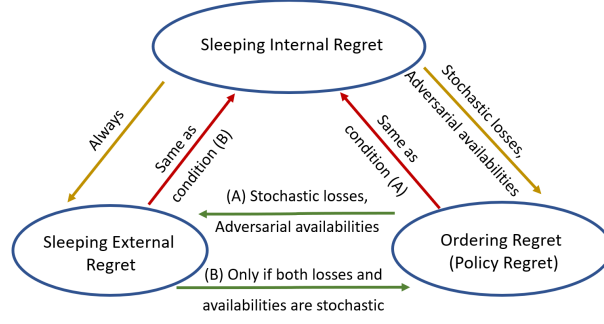 Sleeping Internal Regret
Always
Same as
condition (B)
Same as
condition (A)
Stochastic losses,
Adversarial availabilities
(A) Stochastic losses,
Adversarial availabilities
Sleeping External
Regret
Ordering Regret
(Policy Regret)
(B) Only if both losses and
availabilities are stochastic